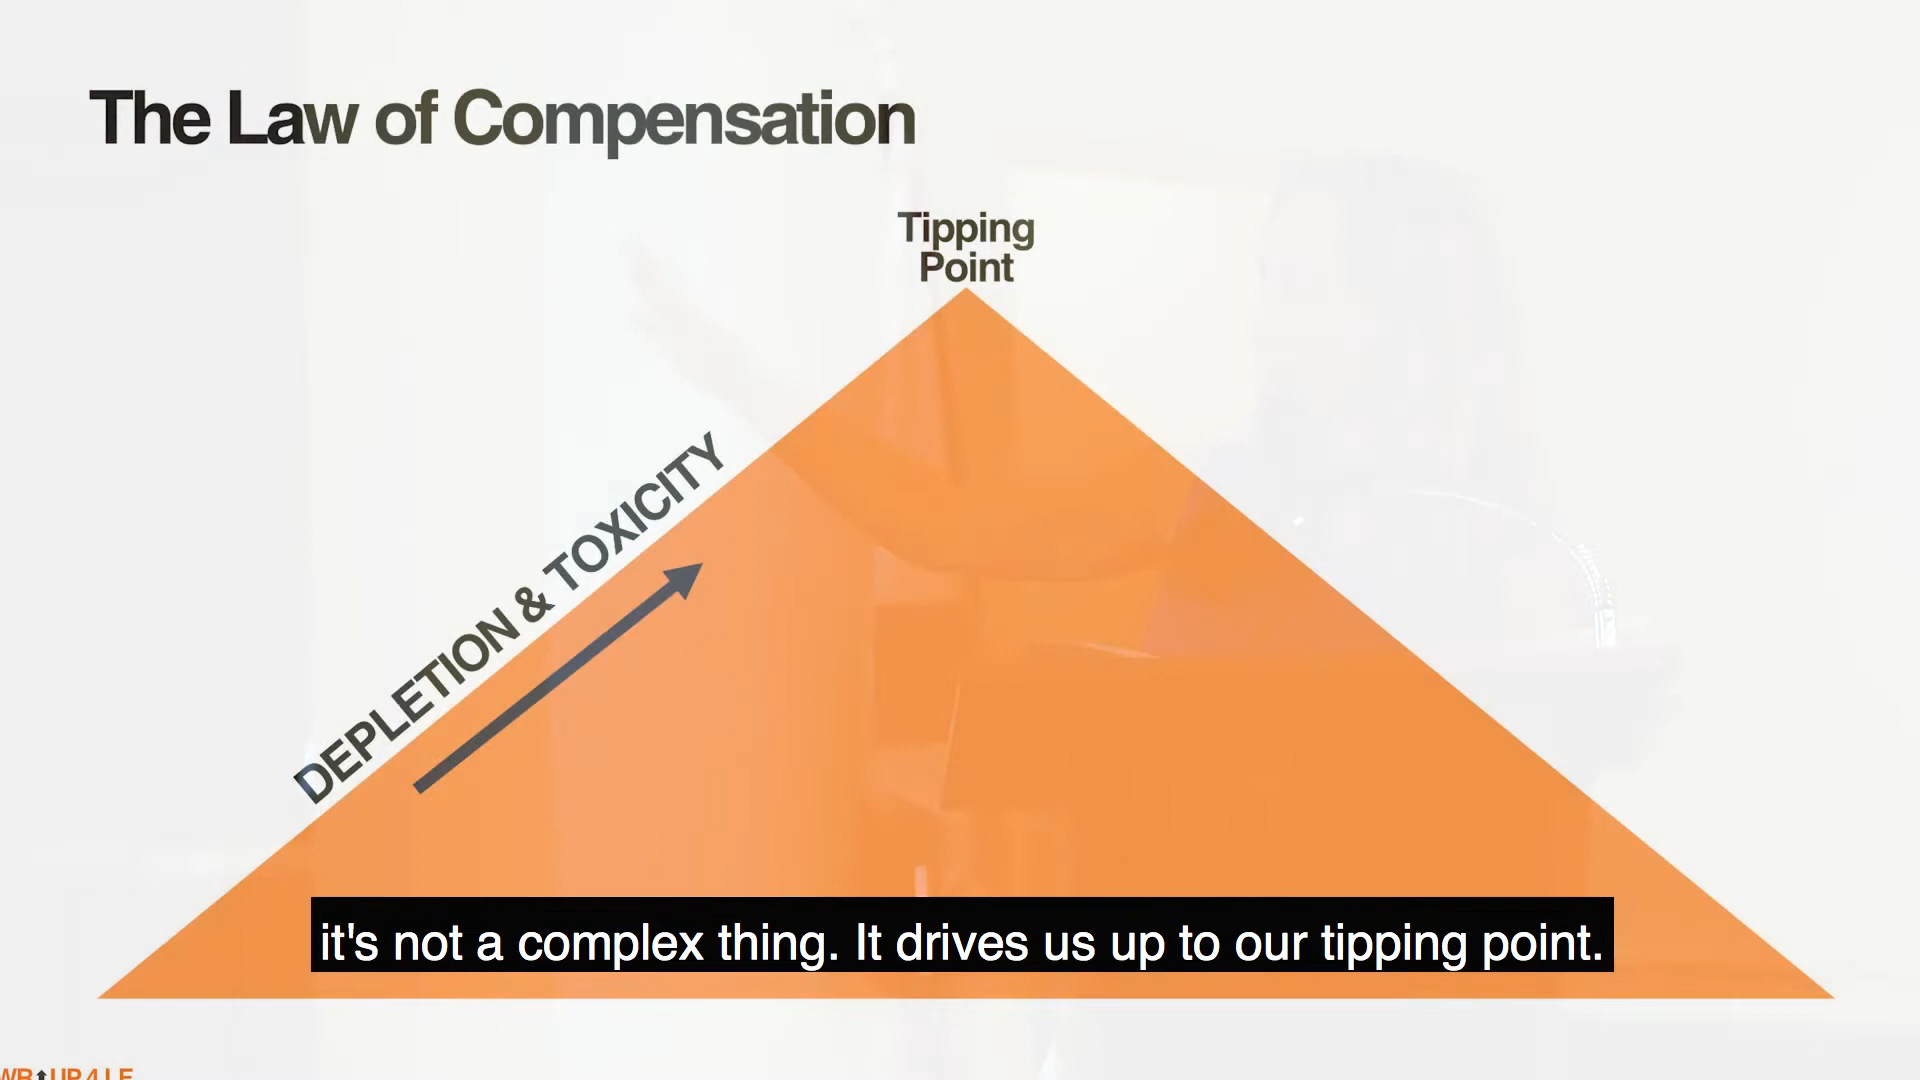 The Law of Compensation
Tipping
Point
DEPLETION & TOXICITY
it's not a complex thing. It drives us up to our tipping point.